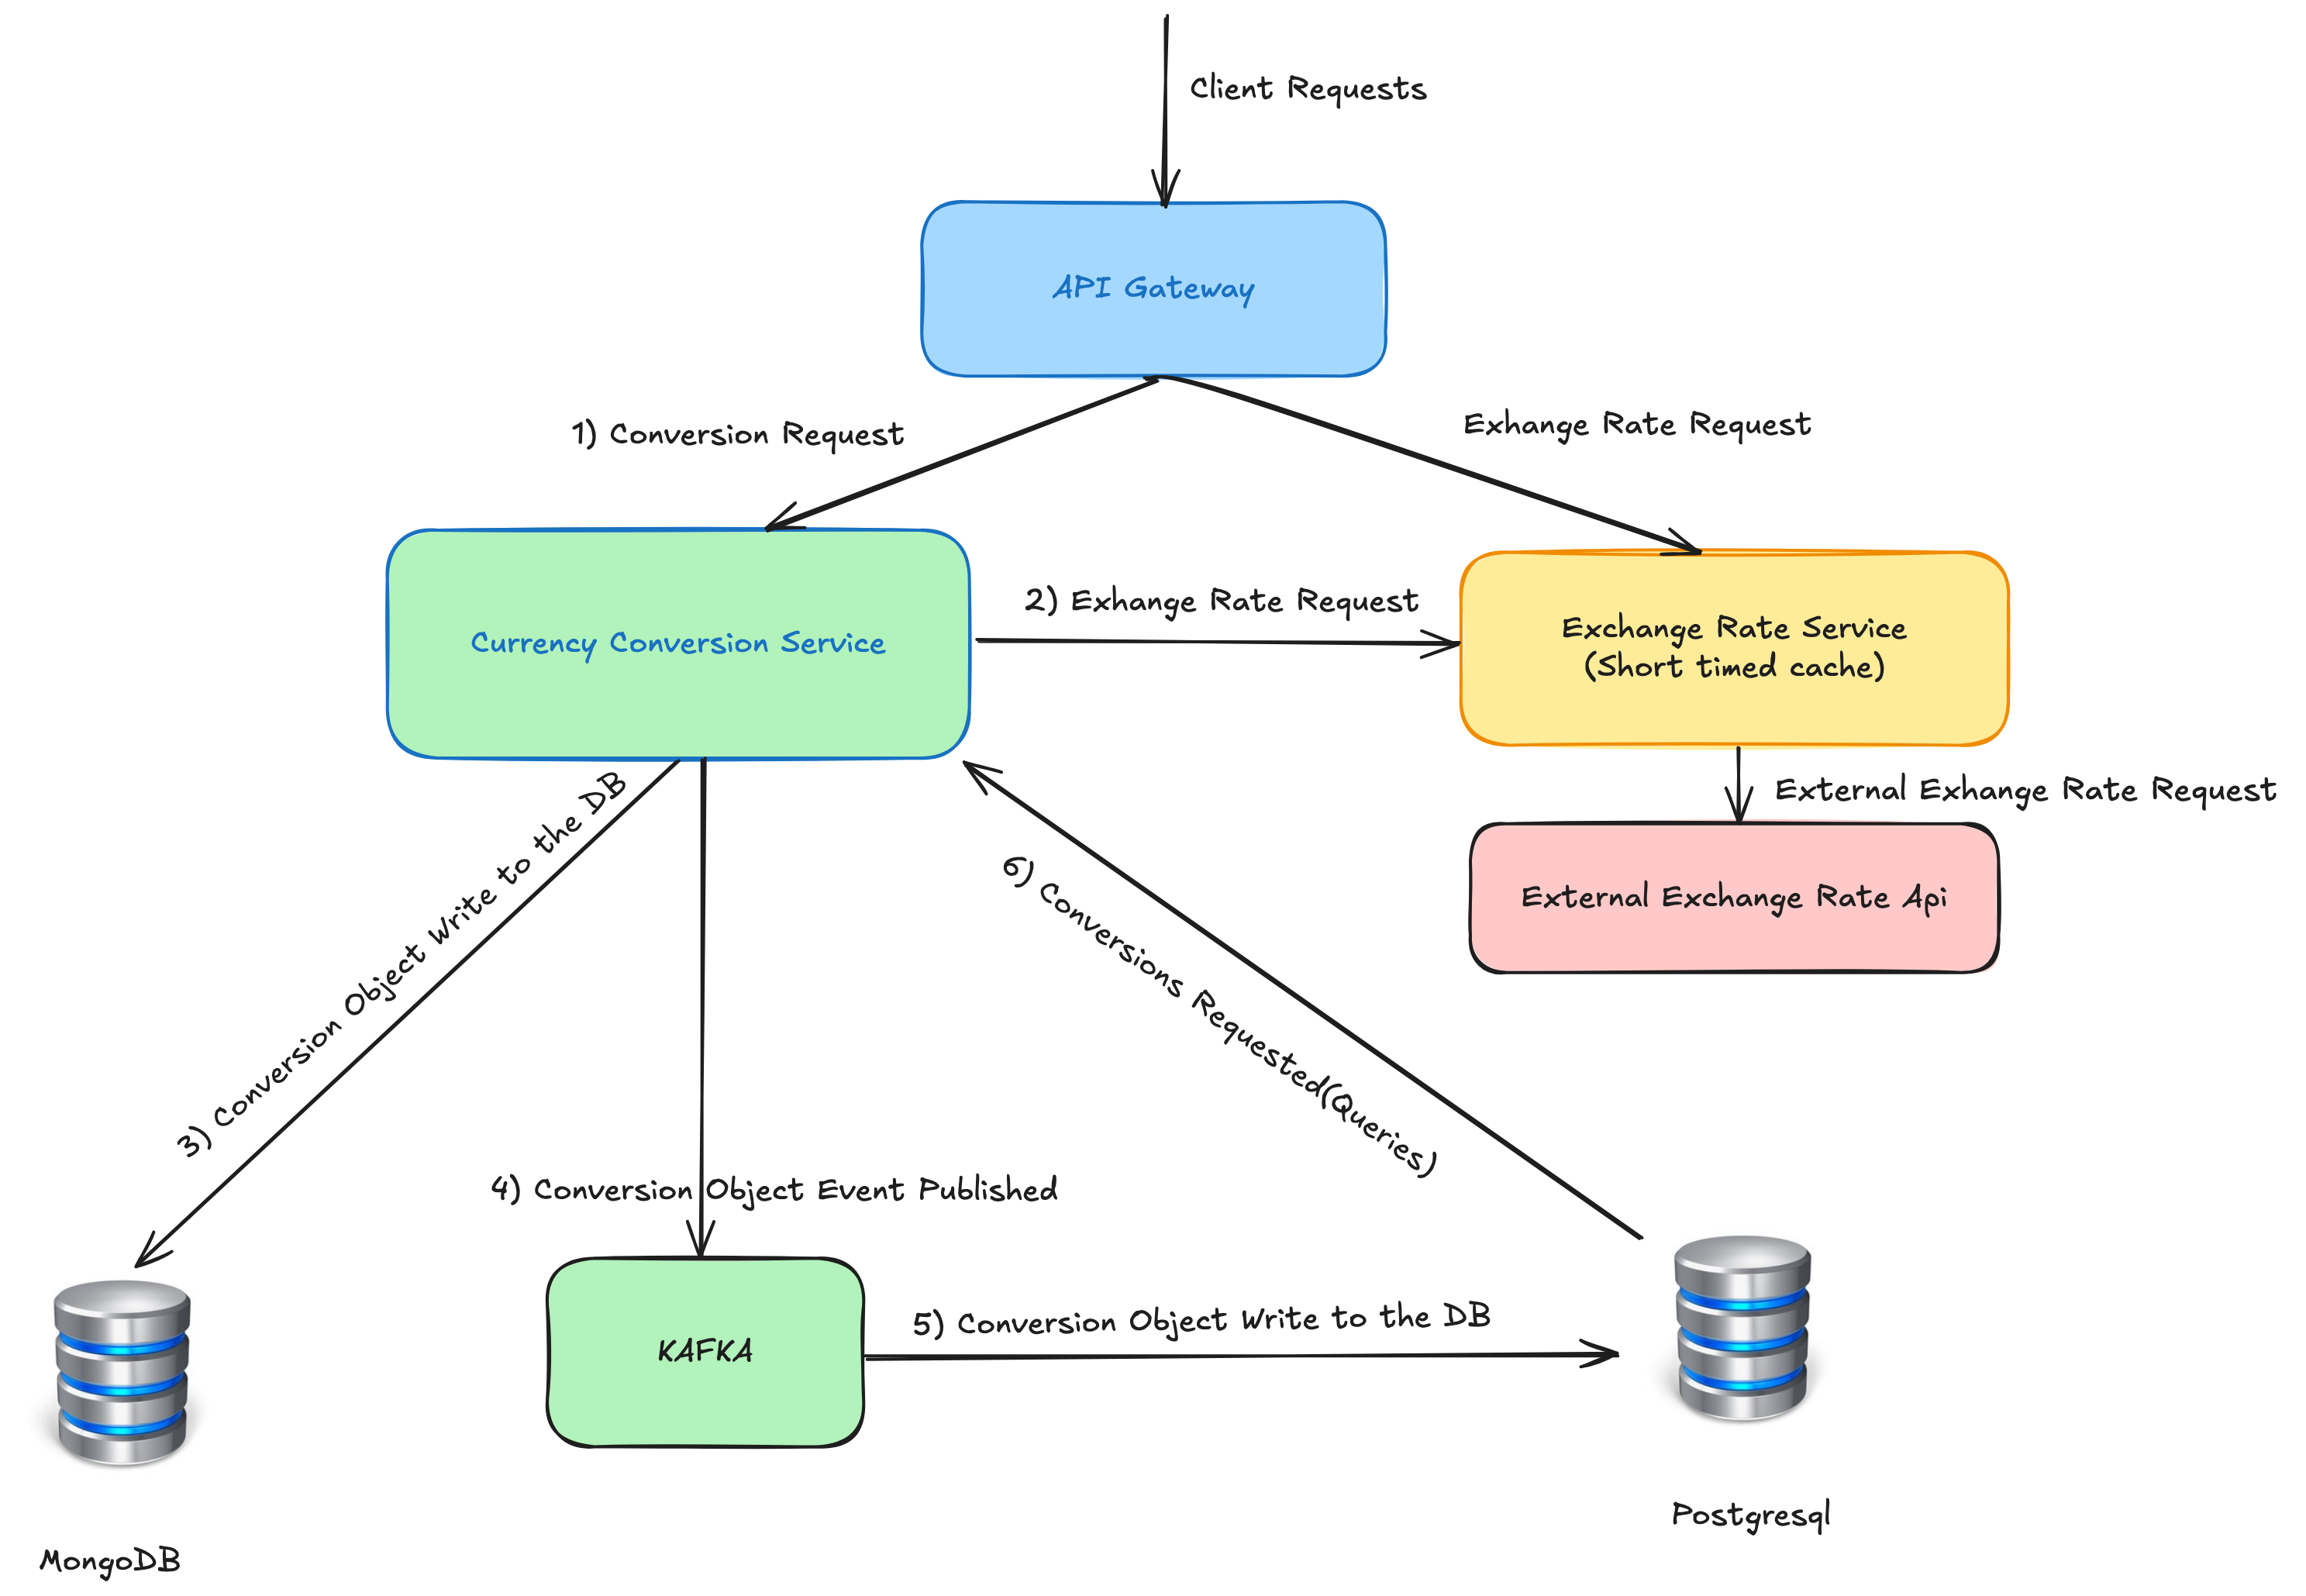 Client Requests
API Gateway
1) Conversion Request
Exhange Rate Request
2) Exhange Rate Request
Currency Conversion Service
Exchange Rate Service
(Short timed cache)
External Exhange Rate Request
External Exchange Rate Api
3) Conversion Object Write to the DB
6) Conversions Requested(Queries)
4) Conversion Object Event Published
KAFKA
5) Conversion Object Write to the DB
Postgresql
MongoDB